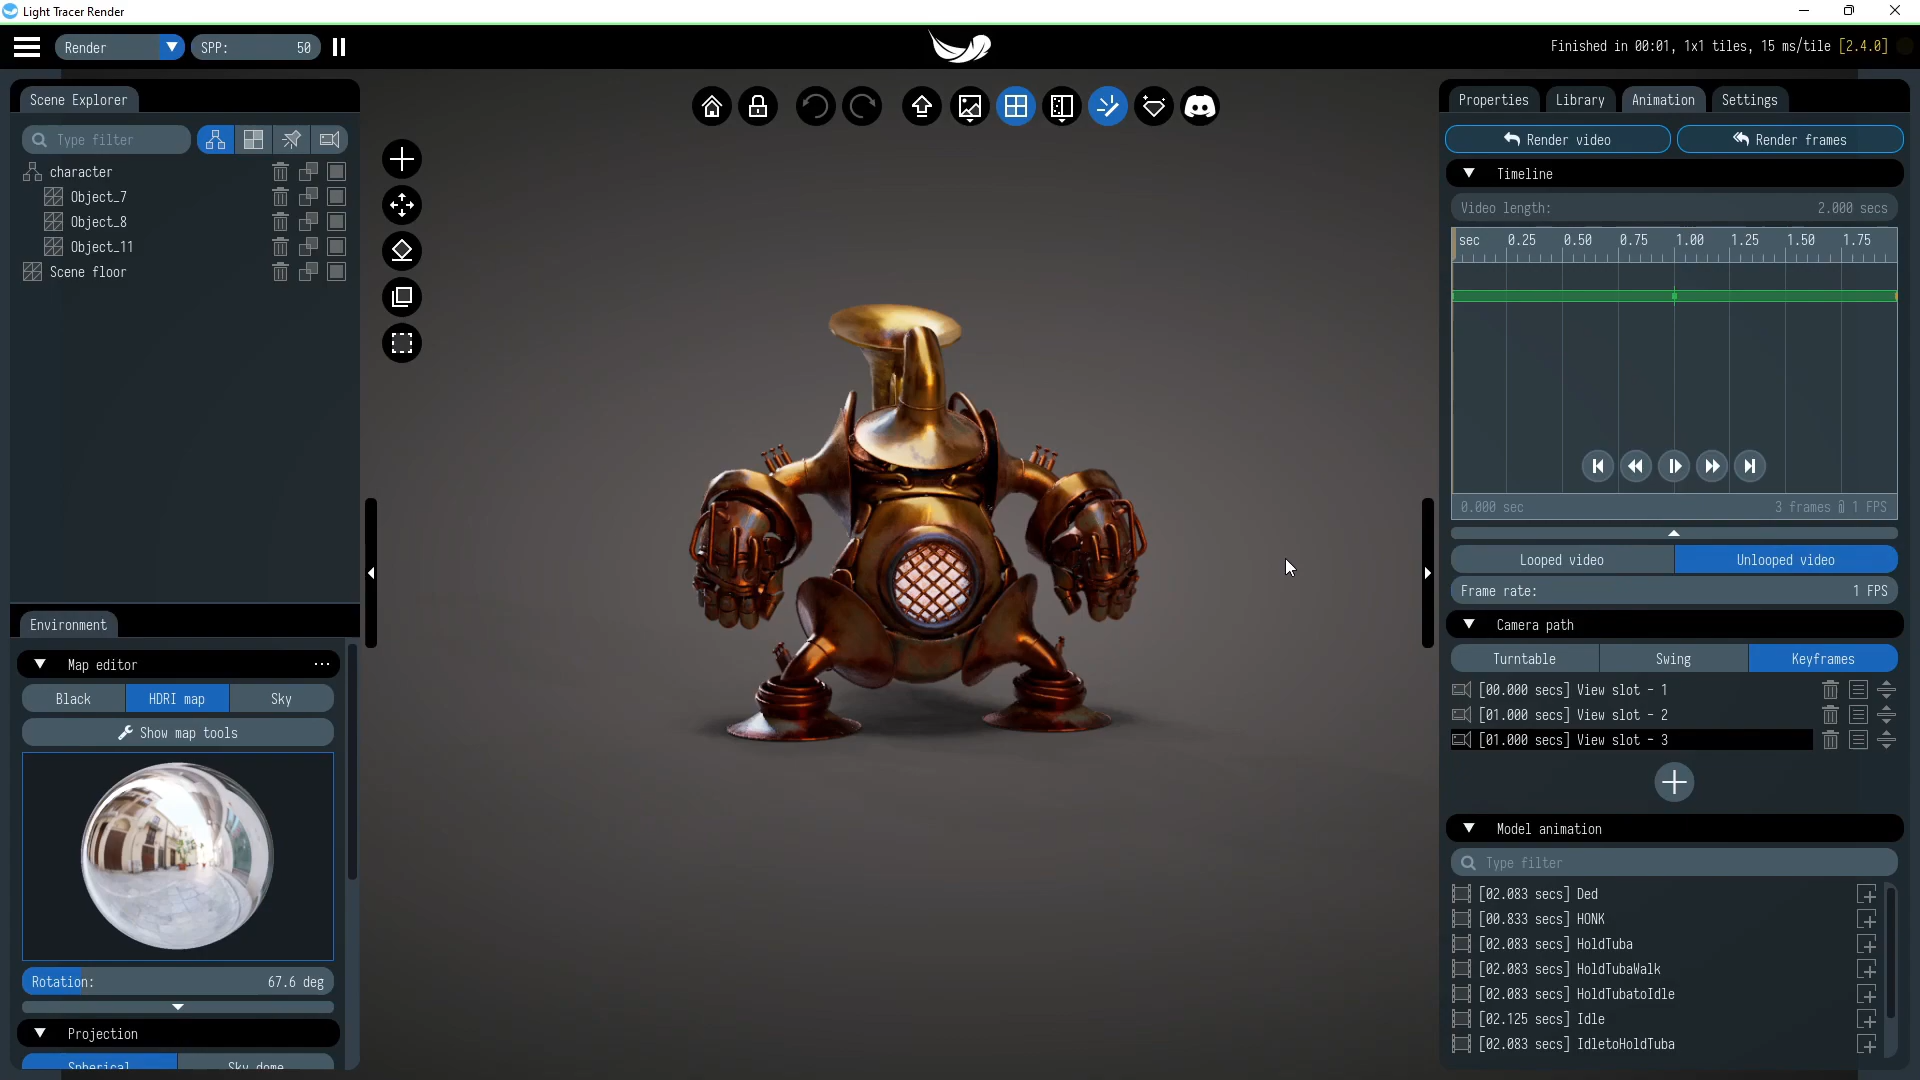 Light Tracer Render
Render
SPP: 50
Finished in 00:01, 1x1 tiles, 15 ms/tile [2.4.0]
Scene Explorer
Type filter
character
Object_7
Object_8
Object_11
Scene floor
Environment
Map editor
Black HDRI map Sky
Show map tools
Rotation: 67.6 deg
Projection
Spherical Sky dome
Properties Library Animation Settings
Render video Render frames
Timeline
Video length: 2.000 secs
sec 0.25 0.50 0.75 1.00 1.25 1.50 1.75
0.000 sec 3 frames @ 1 FPS
Looped video Unlooped video
Frame rate: 1 FPS
Camera path
Turntable Swing Keyframes
[00.000 secs] View slot - 1
[01.000 secs] View slot - 2
[01.000 secs] View slot - 3
Model animation
Type filter
[02.083 secs] Ded
[00.833 secs] HONK
[02.083 secs] HoldTuba
[02.083 secs] HoldTubaWalk
[02.083 secs] HoldTubatoIdle
[02.125 secs] Idle
[02.083 secs] IdletoHoldTuba